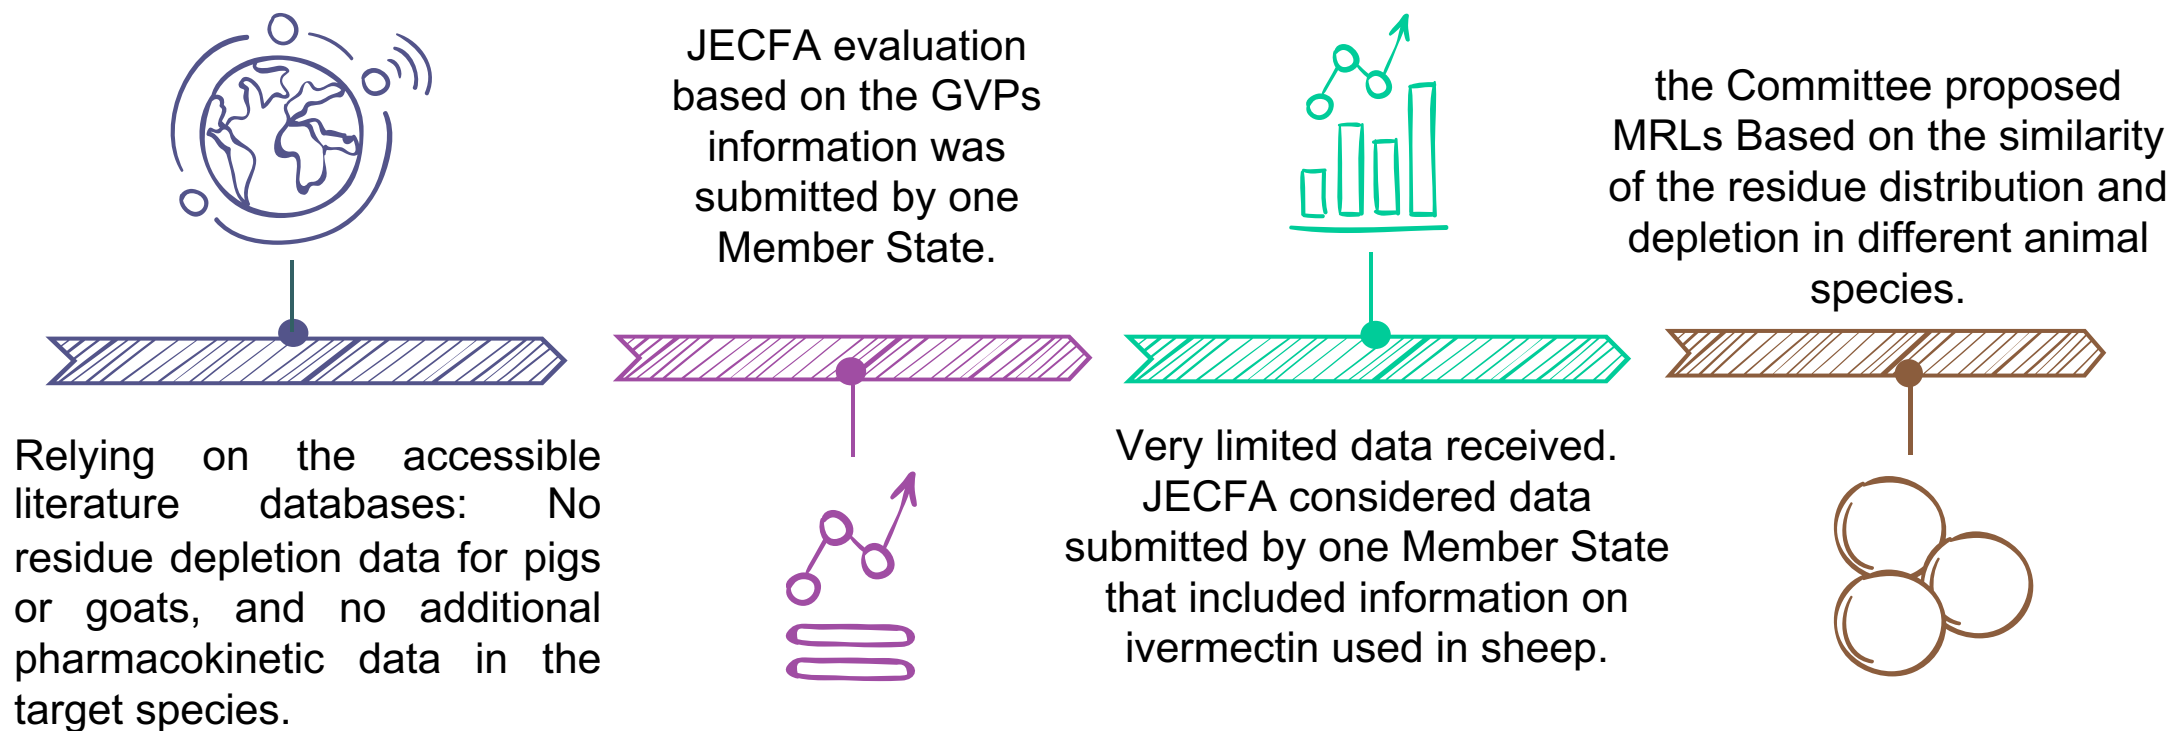 Relying on the accessible
literature databases: No
residue depletion data for pigs
or goats, and no additional
pharmacokinetic data in the
target species.
JECFA evaluation
based on the GVPs
information was
submitted by one
Member State.
Very limited data received.
JECFA considered data
submitted by one Member State
that included information on
ivermectin used in sheep.
the Committee proposed
MRLs Based on the similarity
of the residue distribution and
depletion in different animal
species.